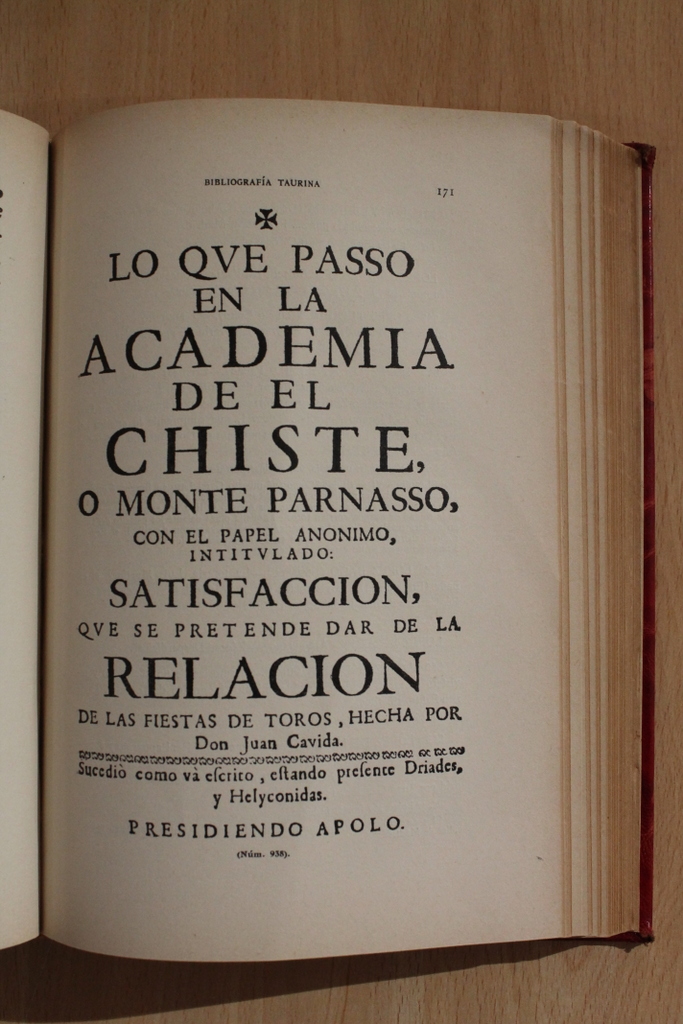 BIBLIOGRAFÍA TAURINA
171
✠
LO QVE PASSO
EN LA
ACADEMIA
DE EL
CHISTE,
O MONTE PARNASSO,
CON EL PAPEL ANONIMO,
INTITVLADO:
SATISFACCION,
QVE SE PRETENDE DAR DE LA
RELACION
DE LAS FIESTAS DE TOROS, HECHA POR
Don Juan Cavida.
Sucediò como và eſcrito, eſtando preſente Driades,
y Helyconidas.
PRESIDIENDO APOLO.
(Núm. 938).